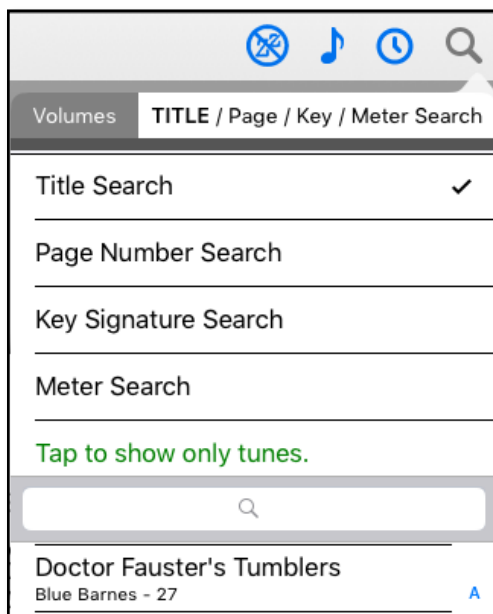 Volumes TITLE / Page / Key / Meter Search
Title Search
Page Number Search
Key Signature Search
Meter Search
Tap to show only tunes.
Doctor Fauster's Tumblers
Blue Barnes - 27
A